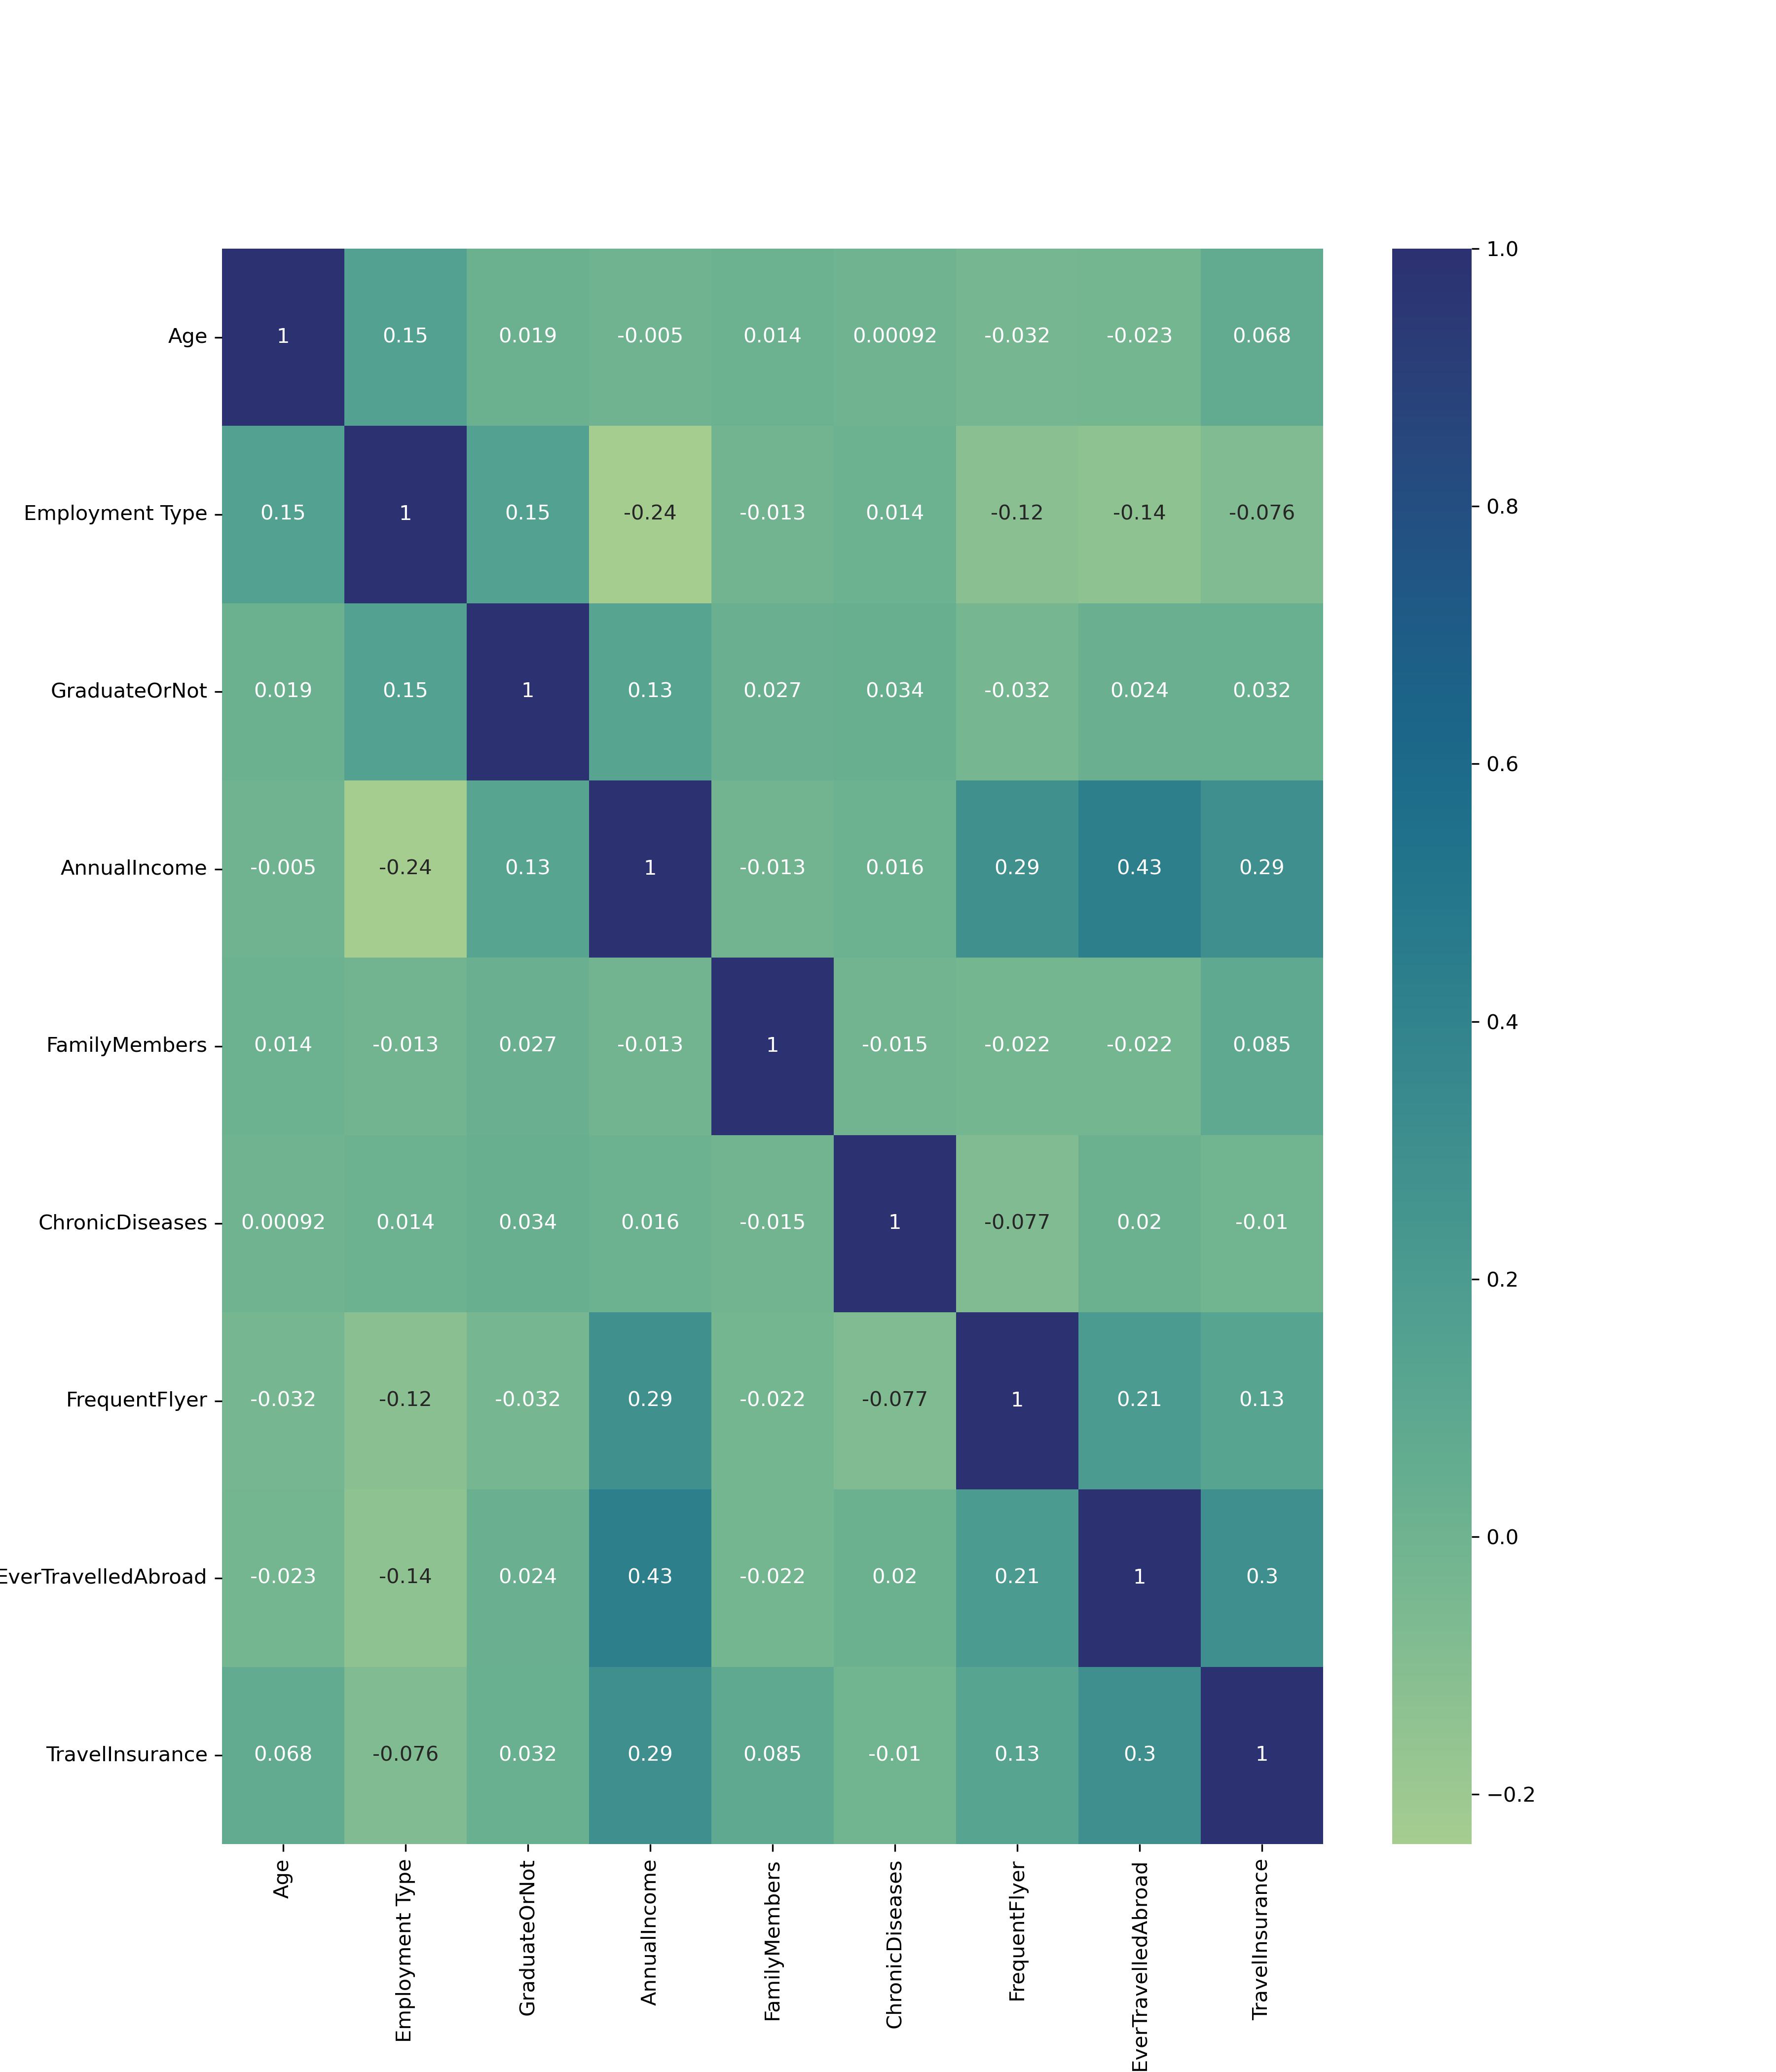 Age 1 0.15 0.019 -0.005 0.014 0.00092 -0.032 -0.023 0.068
Employment Type 0.15 1 0.15 -0.24 -0.013 0.014 -0.12 -0.14 -0.076
GraduateOrNot 0.019 0.15 1 0.13 0.027 0.034 -0.032 0.024 0.032
AnnualIncome -0.005 -0.24 0.13 1 -0.013 0.016 0.29 0.43 0.29
FamilyMembers 0.014 -0.013 0.027 -0.013 1 -0.015 -0.022 -0.022 0.085
ChronicDiseases 0.00092 0.014 0.034 0.016 -0.015 1 -0.077 0.02 -0.01
FrequentFlyer -0.032 -0.12 -0.032 0.29 -0.022 -0.077 1 0.21 0.13
EverTravelledAbroad -0.023 -0.14 0.024 0.43 -0.022 0.02 0.21 1 0.3
TravelInsurance 0.068 -0.076 0.032 0.29 0.085 -0.01 0.13 0.3 1
Age
Employment Type
GraduateOrNot
AnnualIncome
FamilyMembers
ChronicDiseases
FrequentFlyer
EverTravelledAbroad
TravelInsurance
1.0
0.8
0.6
0.4
0.2
0.0
−0.2